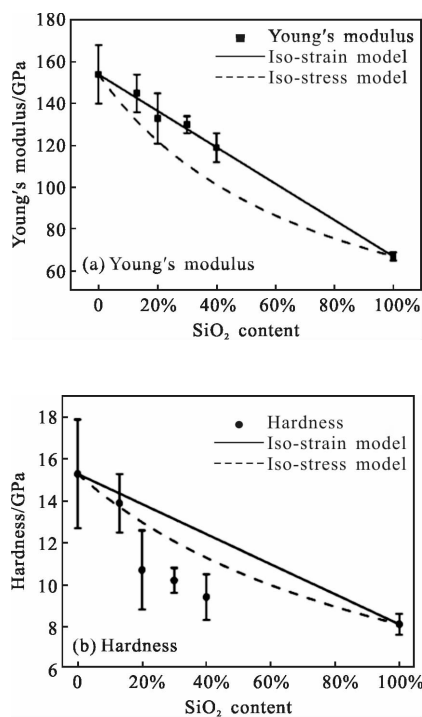 180
160
140
120
100
80
60
Young's modulus/GPa
■ Young's modulus
Iso-strain model
Iso-stress model
(a) Young's modulus
0 20% 40% 60% 80% 100%
SiO₂ content
18
16
14
12
10
8
6
Hardness/GPa
● Hardness
Iso-strain model
Iso-stress model
(b) Hardness
0 20% 40% 60% 80% 100%
SiO₂ content